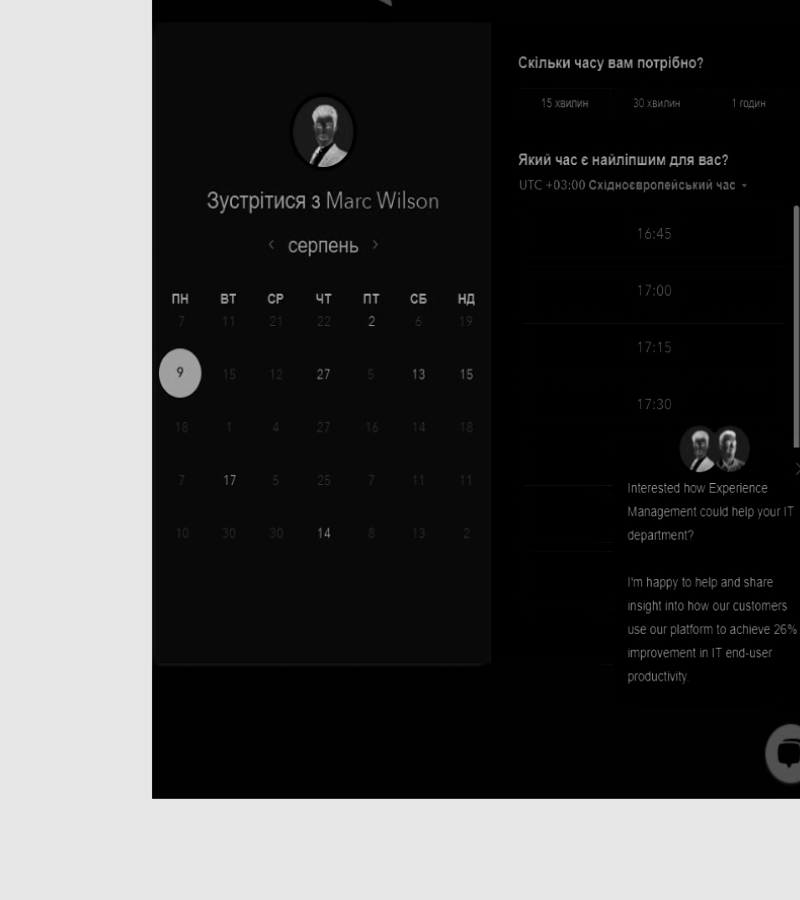 Зустрітися з Marc Wilson
серпень
ПН ВТ СР ЧТ ПТ СБ НД
7 11 21 22 2 6 19
9 15 12 27 5 13 15
18 1 4 27 16 14 18
7 17 5 25 7 11 11
10 30 30 14 8 13 2
Скільки часу вам потрібно?
15 хвилин 30 хвилин 1 годин
Який час є найліпшим для вас?
UTC +03:00 Східноєвропейський час
16:45
17:00
17:15
17:30
Interested how Experience
Management could help your IT
department?
I'm happy to help and share
insight into how our customers
use our platform to achieve 26%
improvement in IT end-user
productivity.